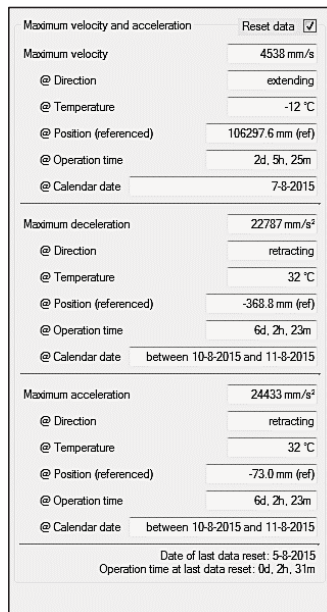 Maximum velocity and acceleration Reset data
Maximum velocity 4538 mm/s
@ Direction extending
@ Temperature -12 °C
@ Position (referenced) 106297.6 mm (ref)
@ Operation time 2d, 5h, 25m
@ Calendar date 7-8-2015
Maximum deceleration 22787 mm/s²
@ Direction retracting
@ Temperature 32 °C
@ Position (referenced) -368.8 mm (ref)
@ Operation time 6d, 2h, 23m
@ Calendar date between 10-8-2015 and 11-8-2015
Maximum acceleration 24433 mm/s²
@ Direction retracting
@ Temperature 32 °C
@ Position (referenced) -73.0 mm (ref)
@ Operation time 6d, 2h, 23m
@ Calendar date between 10-8-2015 and 11-8-2015
Date of last data reset: 5-8-2015
Operation time at last data reset: 0d, 2h, 31m